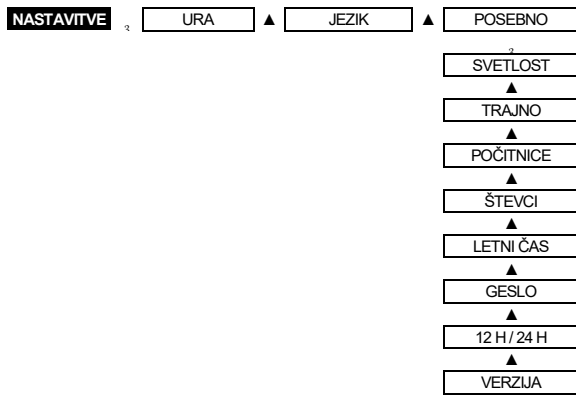 NASTAVITVE URA ▲ JEZIK ▲ POSEBNO
SVETLOST
▲
TRAJNO
▲
POČITNICE
▲
ŠTEVCI
▲
LETNI ČAS
▲
GESLO
▲
12 H / 24 H
▲
VERZIJA